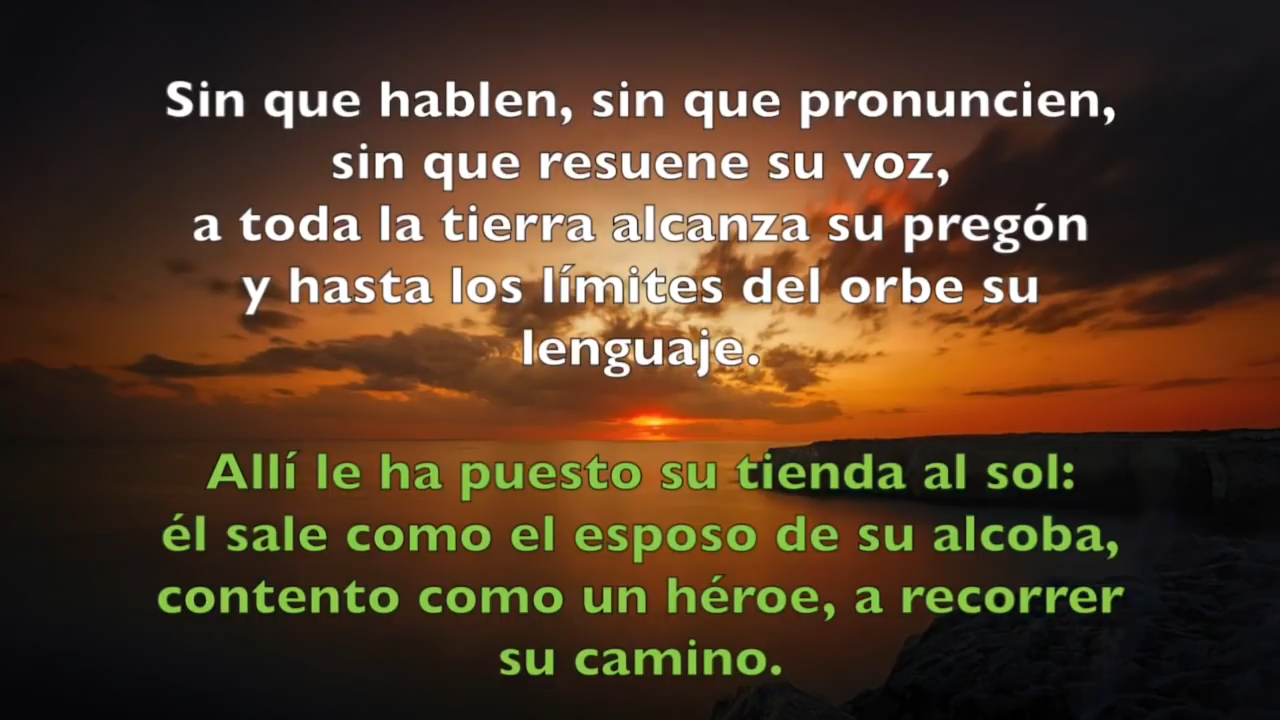 Sin que hablen, sin que pronuncien,
sin que resuene su voz,
a toda la tierra alcanza su pregón
y hasta los límites del orbe su
lenguaje.
Allí le ha puesto su tienda al sol:
él sale como el esposo de su alcoba,
contento como un héroe, a recorrer
su camino.